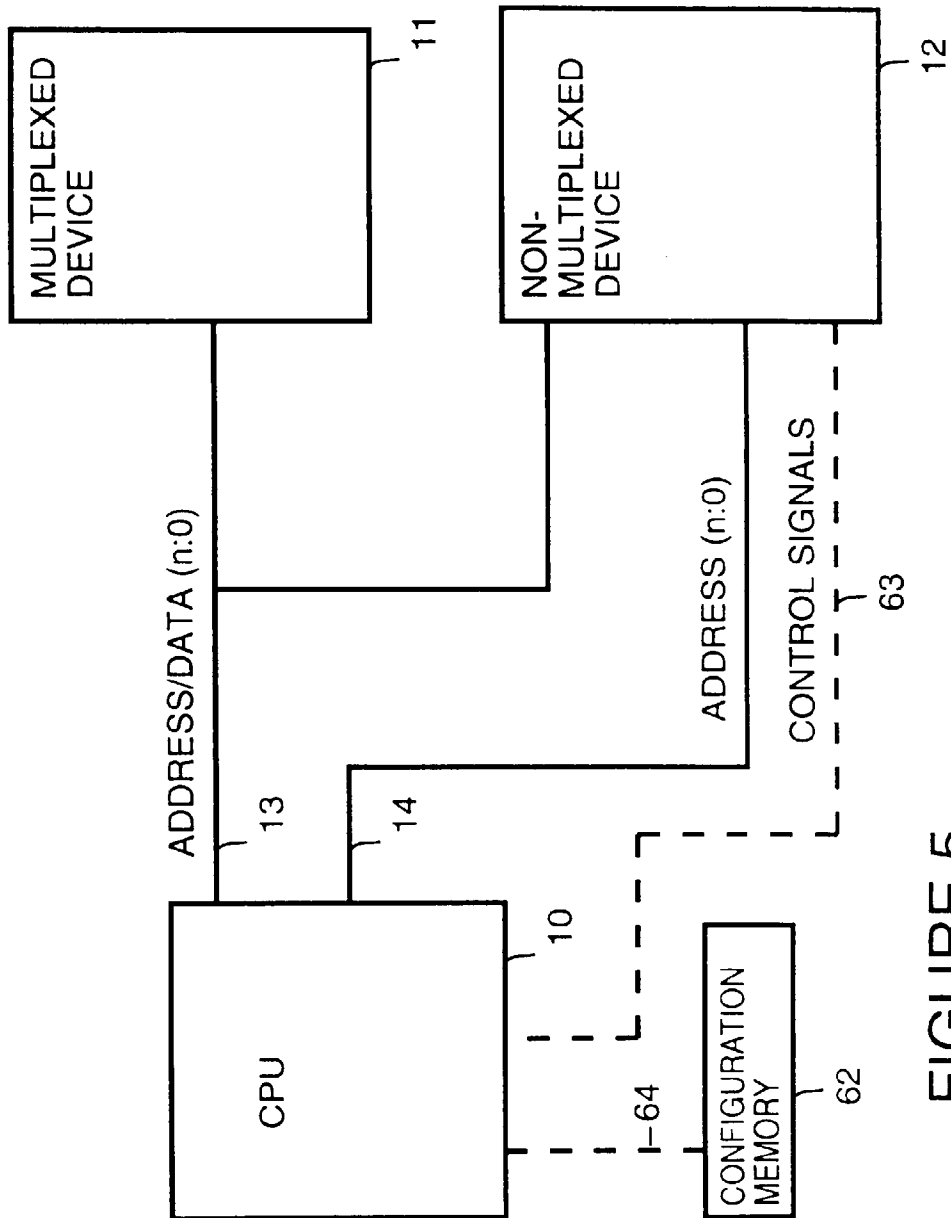 MULTIPLEXED
DEVICE
11
ADDRESS/DATA (n:0)
13
14
CPU
10
NON-
MULTIPLEXED
DEVICE
12
ADDRESS (n:0)
CONTROL SIGNALS
63
64
CONFIGURATION
MEMORY
62
FIGURE 5